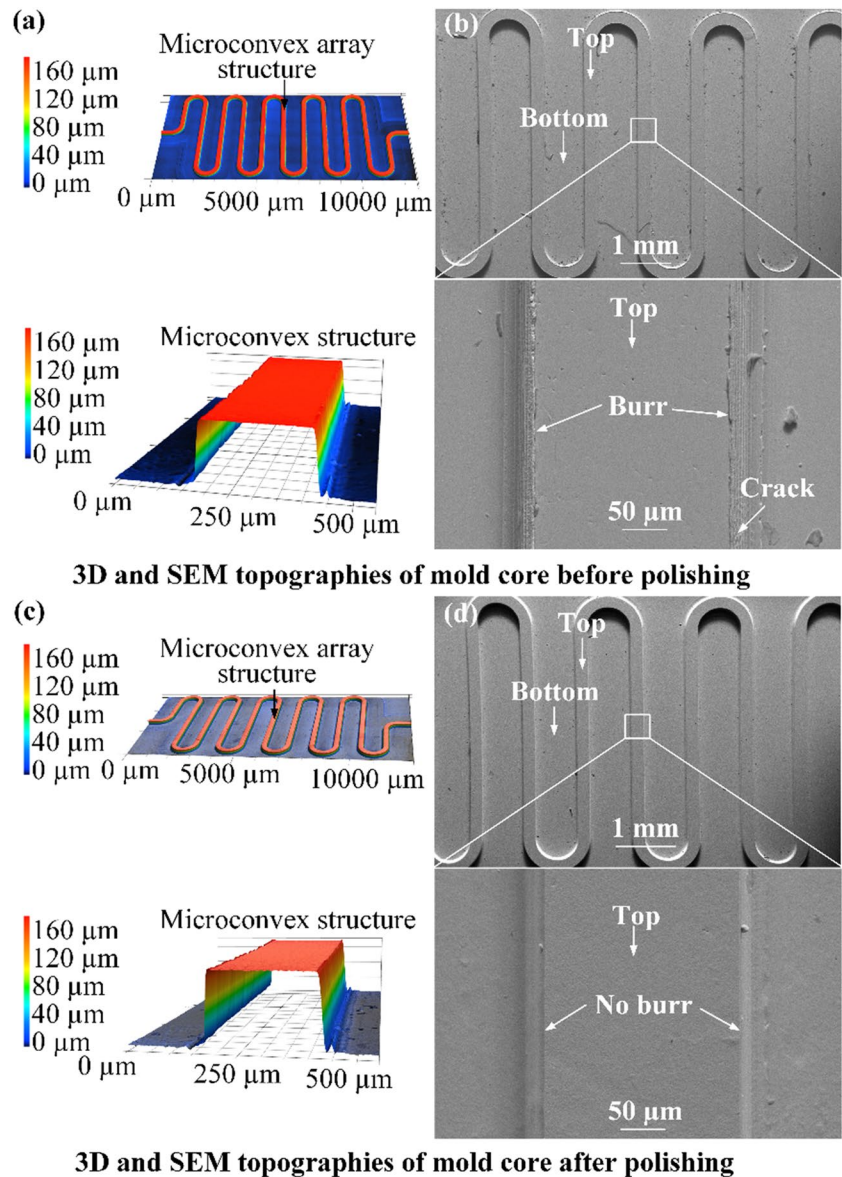 (a)
Microconvex array
structure
160 µm
120 µm
80 µm
40 µm
0 µm
0 µm
5000 µm
10000 µm
160 µm
120 µm
80 µm
40 µm
0 µm
Microconvex structure
0 µm
250 µm
500 µm
(b)
Top
Bottom
1 mm
Top
Burr
Crack
50 µm
3D and SEM topographies of mold core before polishing
(c)
Microconvex array
structure
160 µm
120 µm
80 µm
40 µm
0 µm
0 µm
5000 µm
10000 µm
160 µm
120 µm
80 µm
40 µm
0 µm
Microconvex structure
0 µm
250 µm
500 µm
(d)
Top
Bottom
1 mm
Top
No burr
50 µm
3D and SEM topographies of mold core after polishing